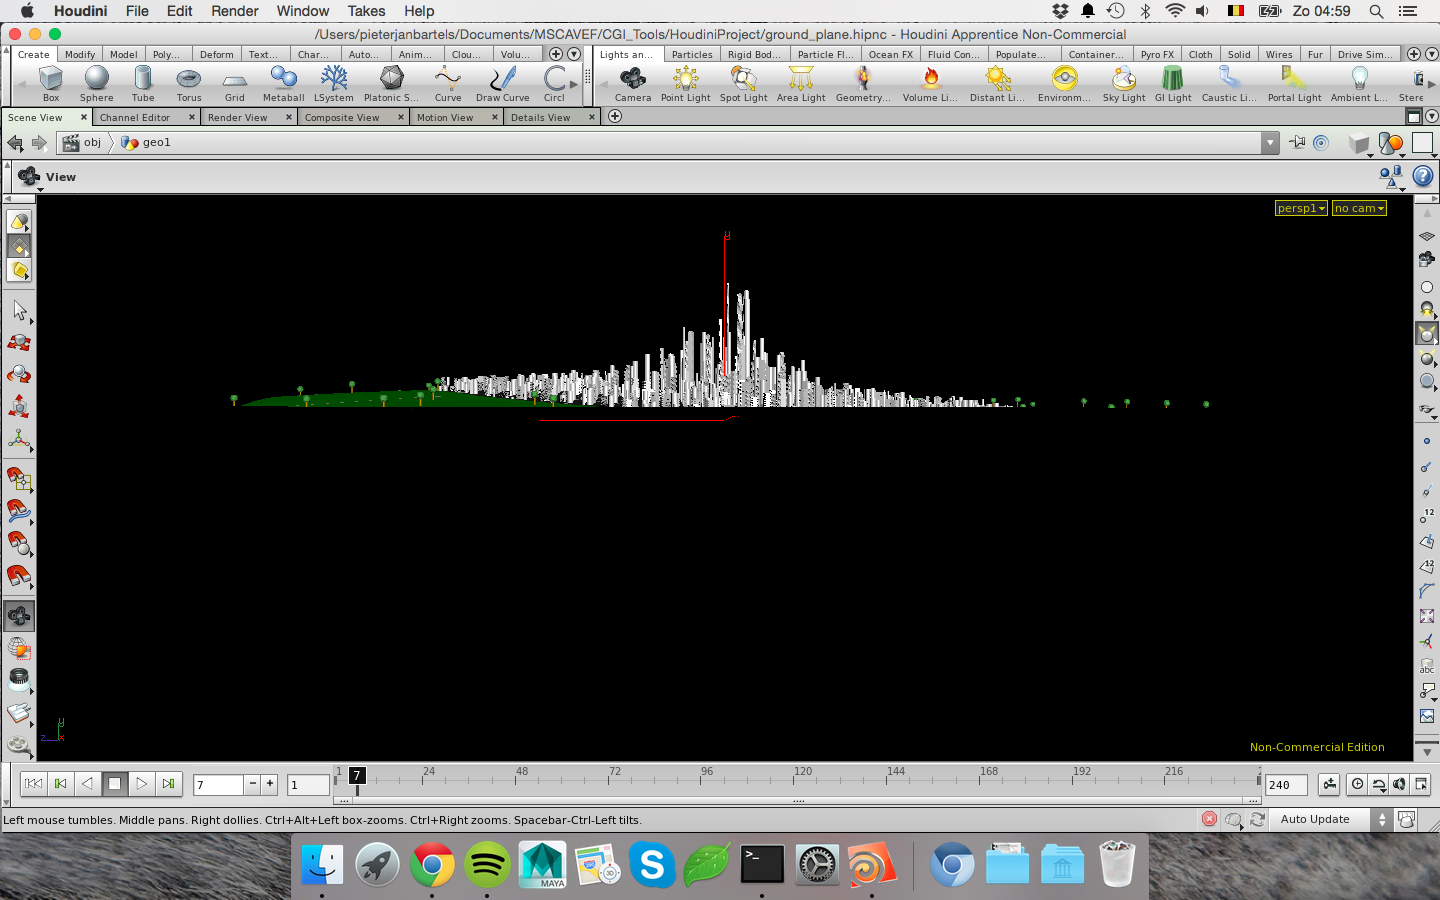 Houdini File Edit Render Window Takes Help Zo 04:59
/Users/pieterjanbartels/Documents/MSCAVEF/CGI_Tools/HoudiniProject/ground_plane.hipnc - Houdini Apprentice Non-Commercial
Create Modify Model Poly... Deform Text... Char... Auto... Anim... Clou... Volu... Lights an... Particles Rigid Bod... Particle Fl... Ocean FX Fluid Con... Populate... Container... Pyro FX Cloth Solid Wires Fur Drive Sim...
Box Sphere Tube Torus Grid Metaball LSystem Platonic S... Curve Draw Curve Circl Camera Point Light Spot Light Area Light Geometry... Volume Li... Distant Li... Environm... Sky Light GI Light Caustic Li... Portal Light Ambient L... Stere
Scene View Channel Editor Render View Composite View Motion View Details View
obj geo1
View
persp1 no cam
y
12
12
abc
y
z x
Non-Commercial Edition
7 1 1 7 24 48 72 96 120 144 168 192 216 2 240
Left mouse tumbles. Middle pans. Right dollies. Ctrl+Alt+Left box-zooms. Ctrl+Right zooms. Spacebar-Ctrl-Left tilts. Auto Update
MAYA 3D S >_